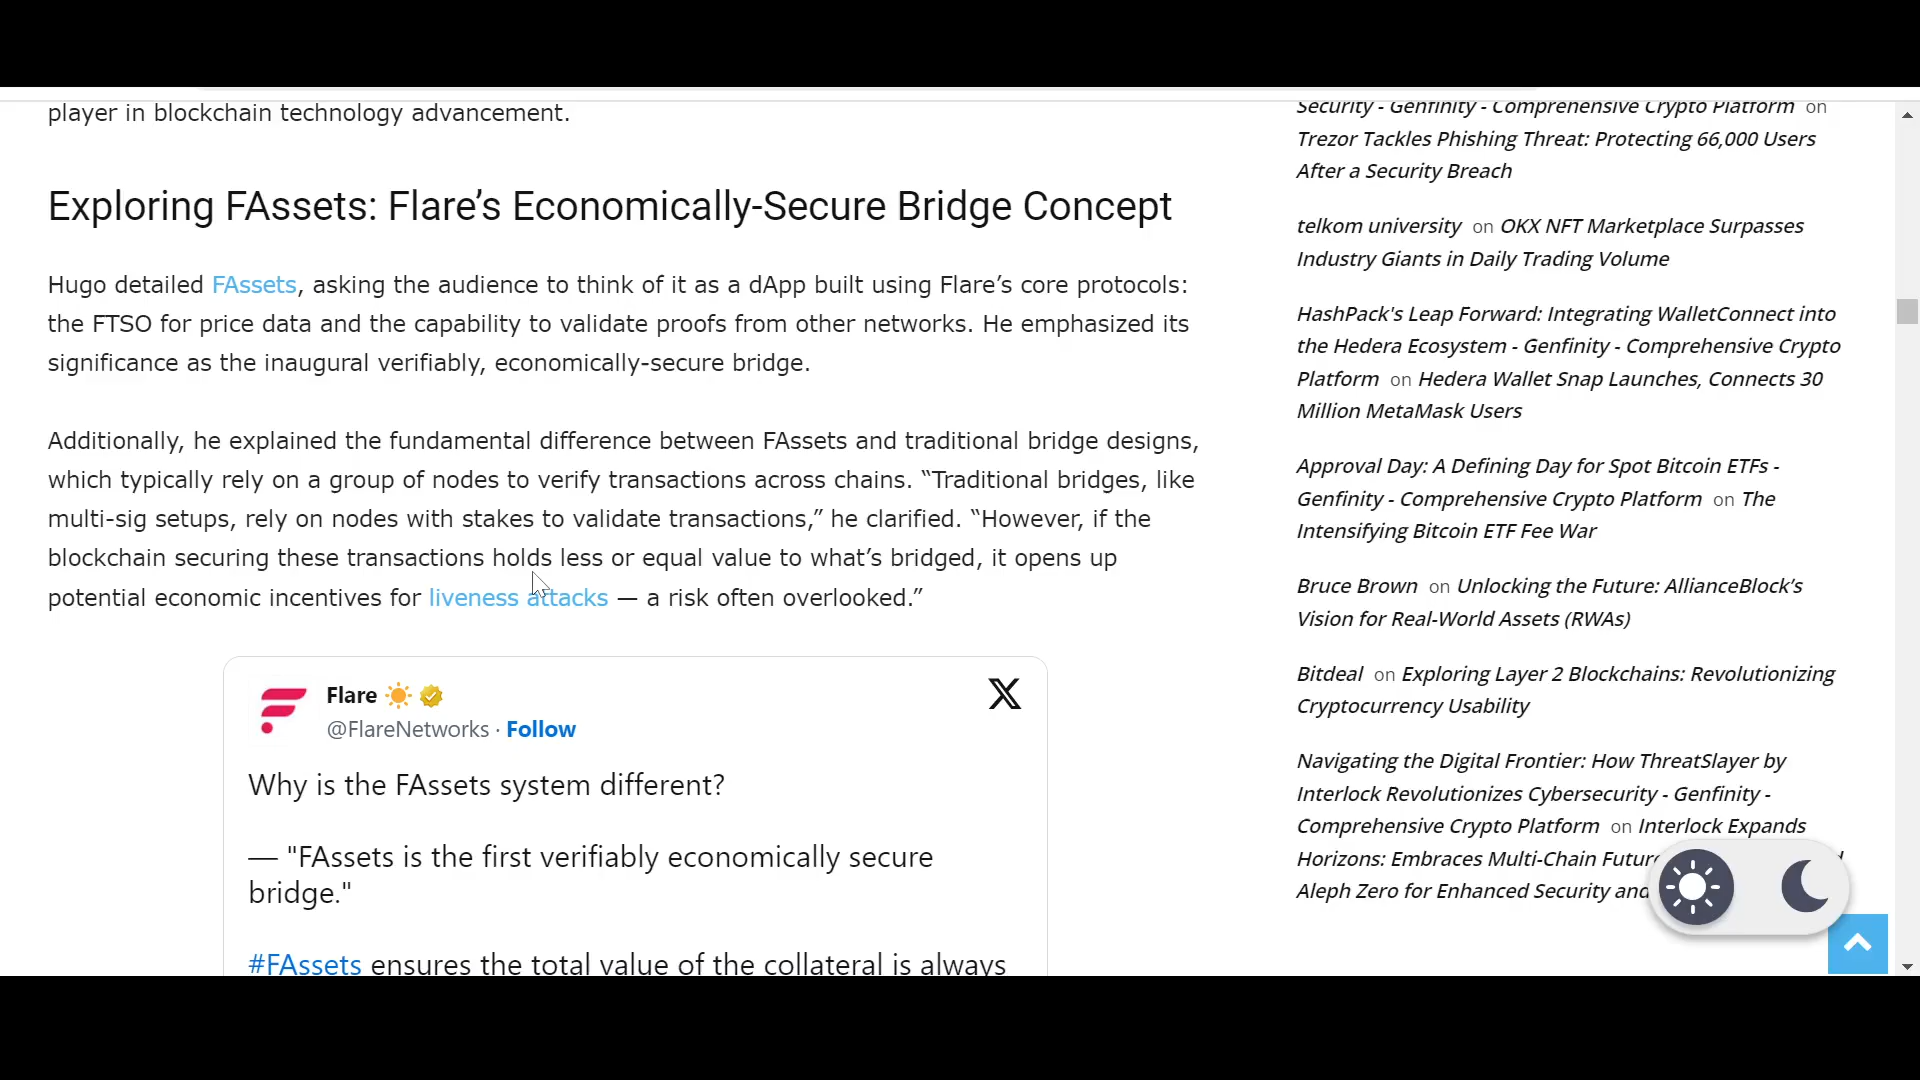 player in blockchain technology advancement.
Exploring FAssets: Flare’s Economically-Secure Bridge Concept
Hugo detailed FAssets, asking the audience to think of it as a dApp built using Flare’s core protocols:
the FTSO for price data and the capability to validate proofs from other networks. He emphasized its
significance as the inaugural verifiably, economically-secure bridge.
Additionally, he explained the fundamental difference between FAssets and traditional bridge designs,
which typically rely on a group of nodes to verify transactions across chains. “Traditional bridges, like
multi-sig setups, rely on nodes with stakes to validate transactions,” he clarified. “However, if the
blockchain securing these transactions holds less or equal value to what’s bridged, it opens up
potential economic incentives for liveness attacks — a risk often overlooked.”
Flare
@FlareNetworks · Follow
Why is the FAssets system different?
— "FAssets is the first verifiably economically secure
bridge."
#FAssets ensures the total value of the collateral is always
Security - Genfinity - Comprehensive Crypto Platform on
Trezor Tackles Phishing Threat: Protecting 66,000 Users
After a Security Breach
telkom university on OKX NFT Marketplace Surpasses
Industry Giants in Daily Trading Volume
HashPack's Leap Forward: Integrating WalletConnect into
the Hedera Ecosystem - Genfinity - Comprehensive Crypto
Platform on Hedera Wallet Snap Launches, Connects 30
Million MetaMask Users
Approval Day: A Defining Day for Spot Bitcoin ETFs -
Genfinity - Comprehensive Crypto Platform on The
Intensifying Bitcoin ETF Fee War
Bruce Brown on Unlocking the Future: AllianceBlock’s
Vision for Real-World Assets (RWAs)
Bitdeal on Exploring Layer 2 Blockchains: Revolutionizing
Cryptocurrency Usability
Navigating the Digital Frontier: How ThreatSlayer by
Interlock Revolutionizes Cybersecurity - Genfinity -
Comprehensive Crypto Platform on Interlock Expands
Horizons: Embraces Multi-Chain
Aleph Zero for Enhanced Security and